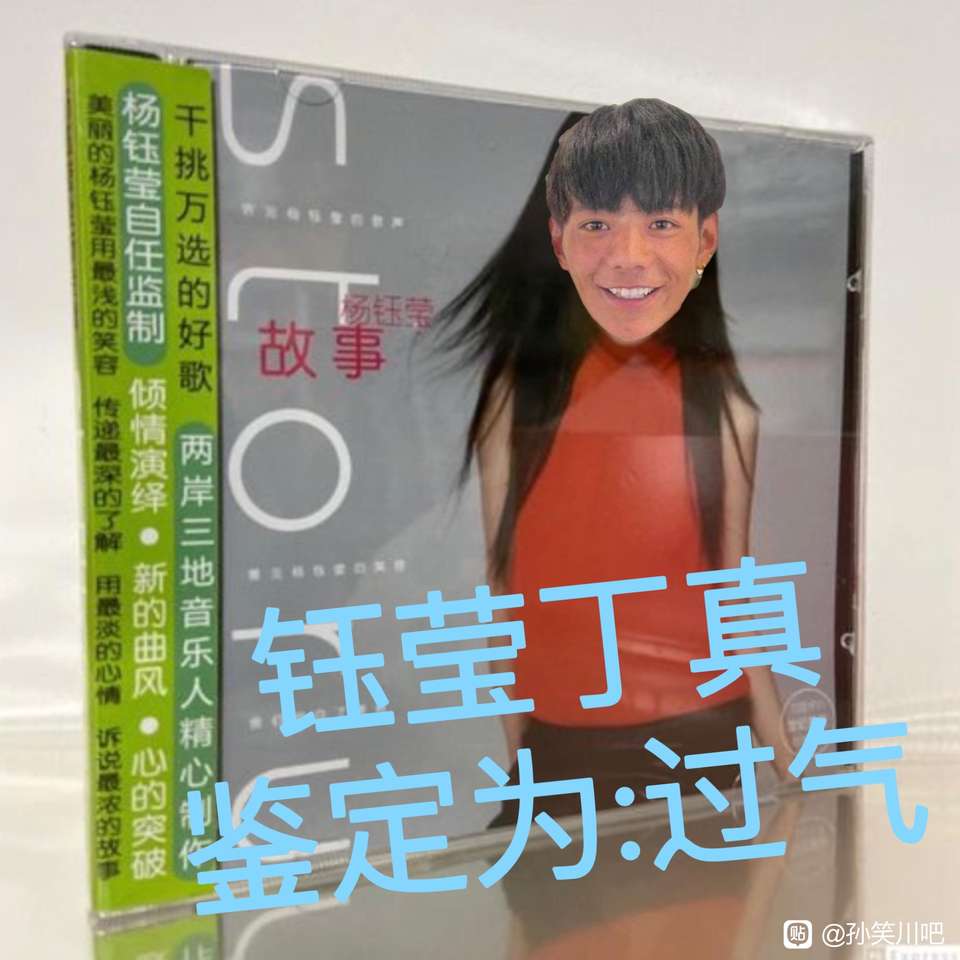 千挑万选的好歌 两岸三地音乐人精心制作
杨钰莹自任监制 倾情演绎•新的曲风•心的突破
美丽的杨钰莹用最浅的笑容 传递最深的了解 用最淡的心情 诉说最浓的故事
Story
杨钰莹
故事
钰莹丁真
鉴定为:过气
贴 @孙笑川吧